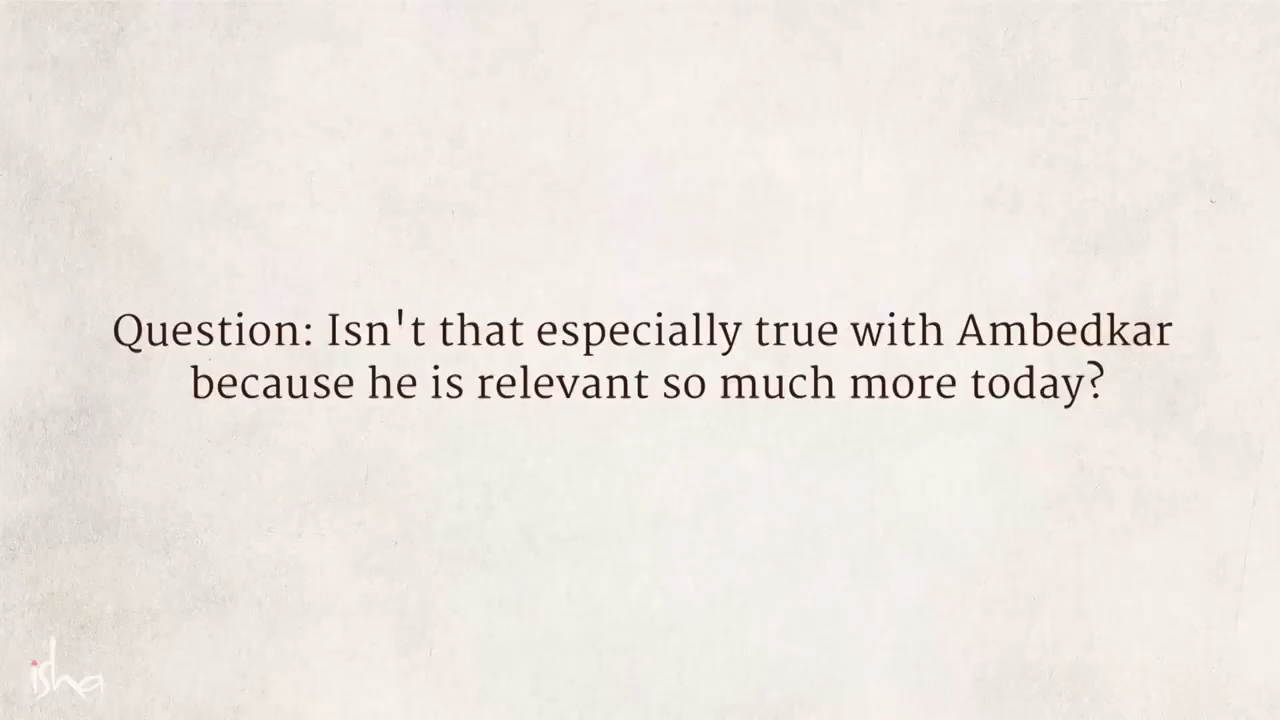 Question: Isn't that especially true with Ambedkar
because he is relevant so much more today?
isha